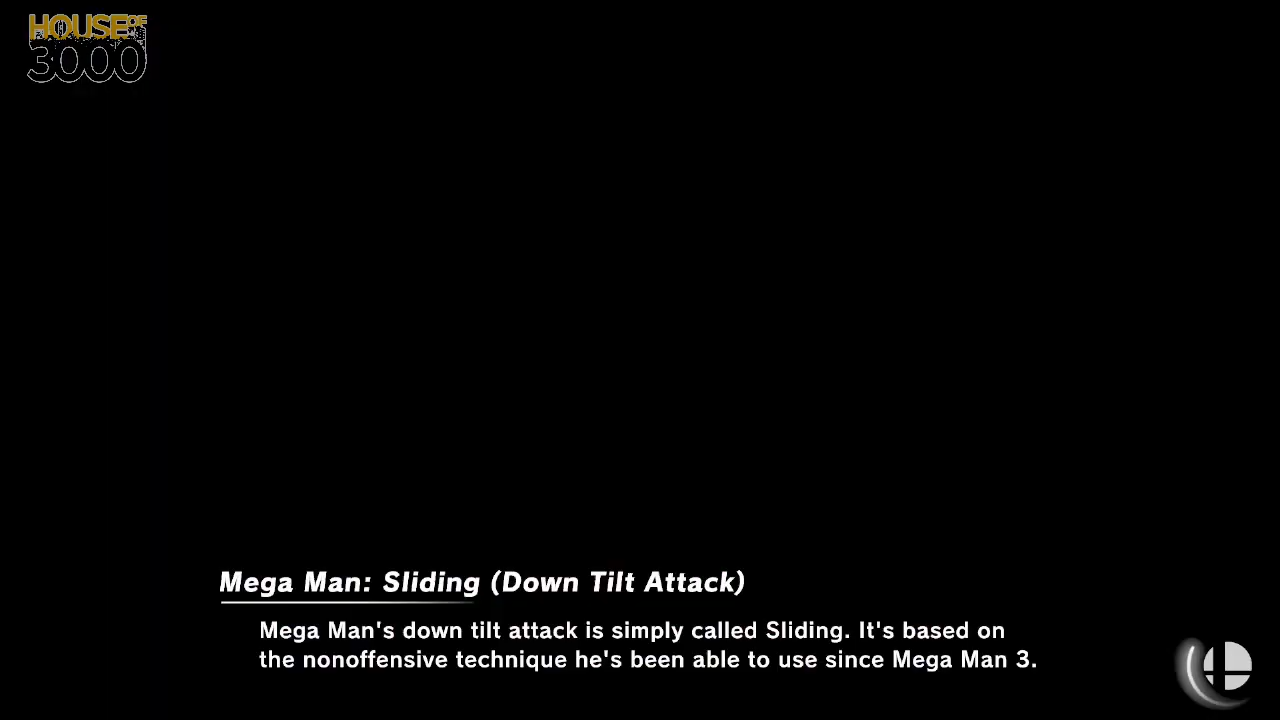 HOUSE OF
3000
Mega Man: Sliding (Down Tilt Attack)
Mega Man's down tilt attack is simply called Sliding. It's based on
the nonoffensive technique he's been able to use since Mega Man 3.